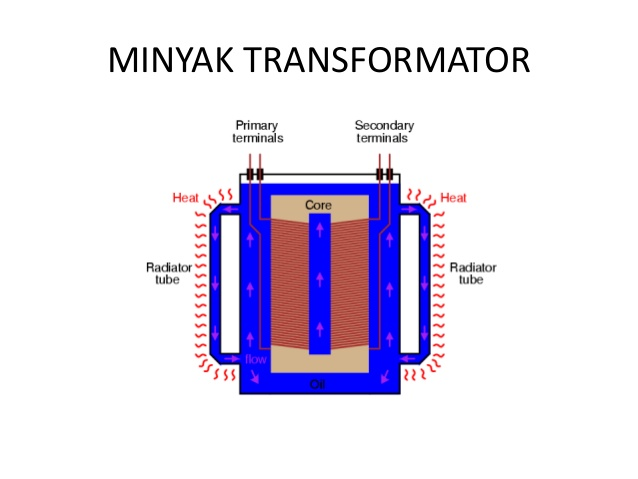 MINYAK TRANSFORMATOR
Primary
terminals
Secondary
terminals
Heat
Heat
Core
Radiator
tube
Radiator
tube
flow
Oil